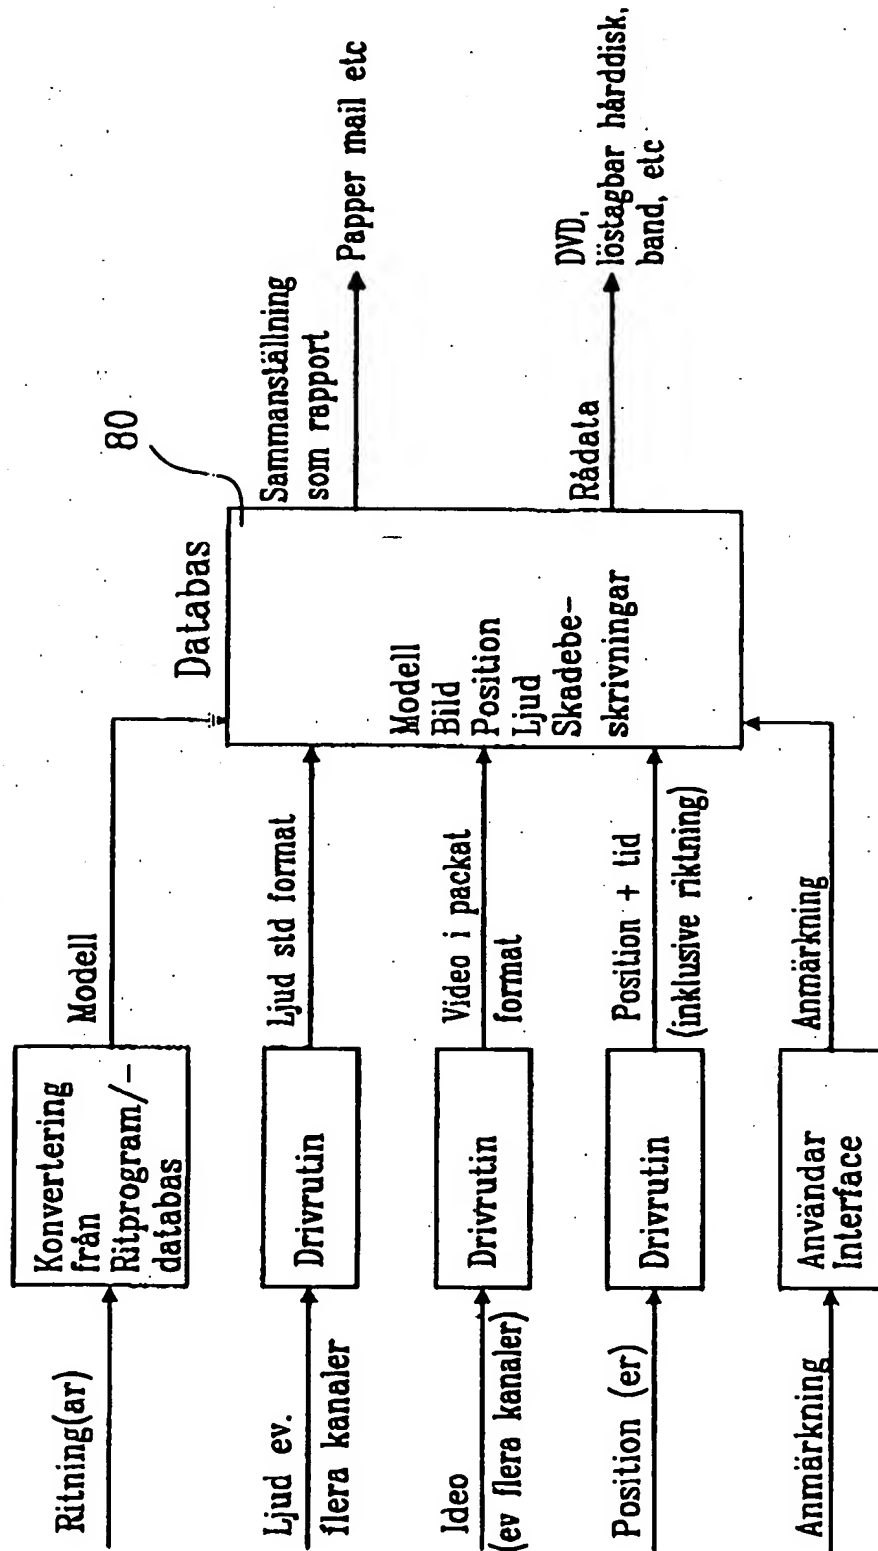 Ritning(ar)
Konvertering
från
Ritprogram/-
databas
Modell
Ljud ev.
flera kanaler
Drivrutin
Ljud std format
Ideo
(ev flera kanaler)
Drivrutin
Video i packat
format
Position (er)
Drivrutin
Position + tid
(inklusive riktning)
Anmärkning
Användar
Interface
Anmärkning
Databas
80
Modell
Bild
Position
Ljud
Skadebe-
skrivningar
Sammanställning
som rapport
Papper mail etc
Rådata
DVD,
löstagbar hårddisk,
band, etc